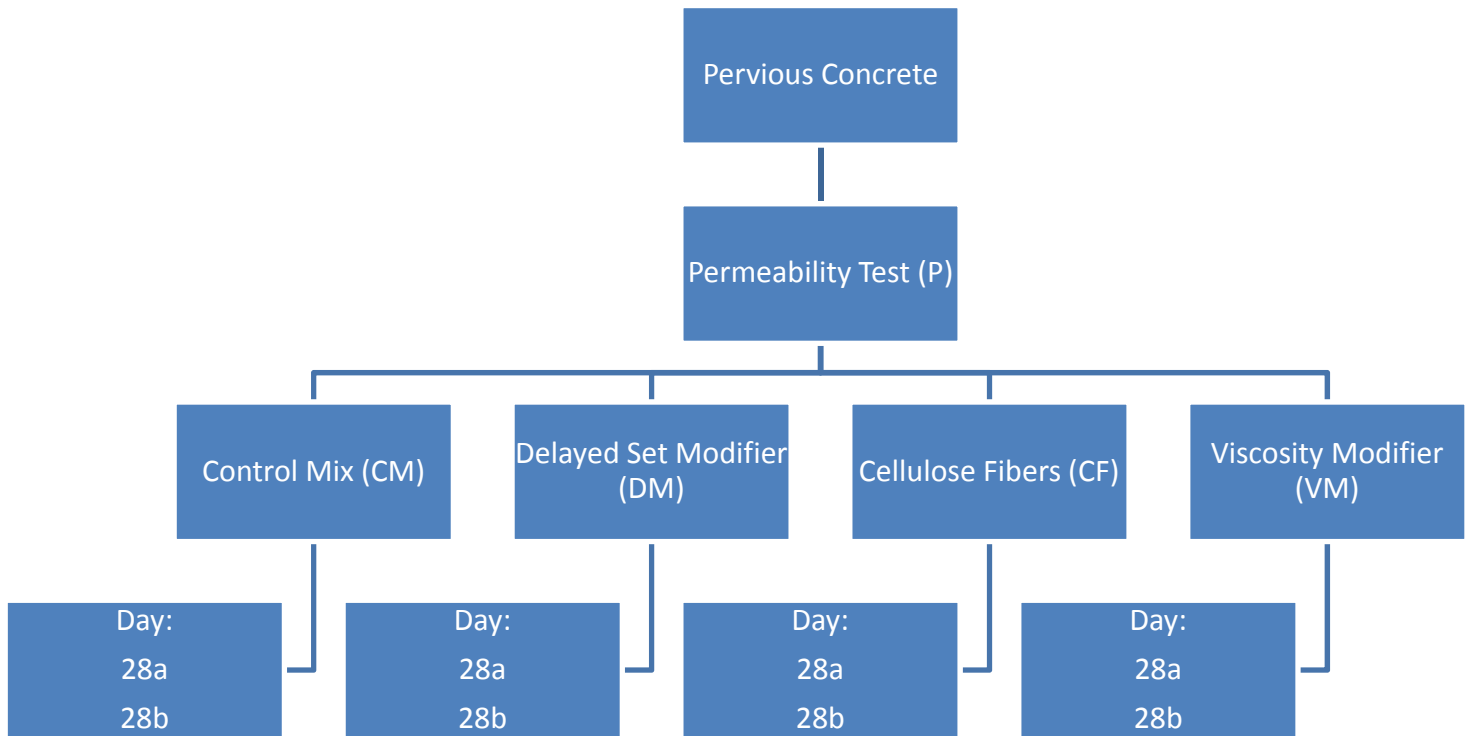 Pervious Concrete
Permeability Test (P)
Control Mix (CM)
Delayed Set Modifier
(DM)
Cellulose Fibers (CF)
Viscosity Modifier
(VM)
Day:
28a
28b
Day:
28a
28b
Day:
28a
28b
Day:
28a
28b